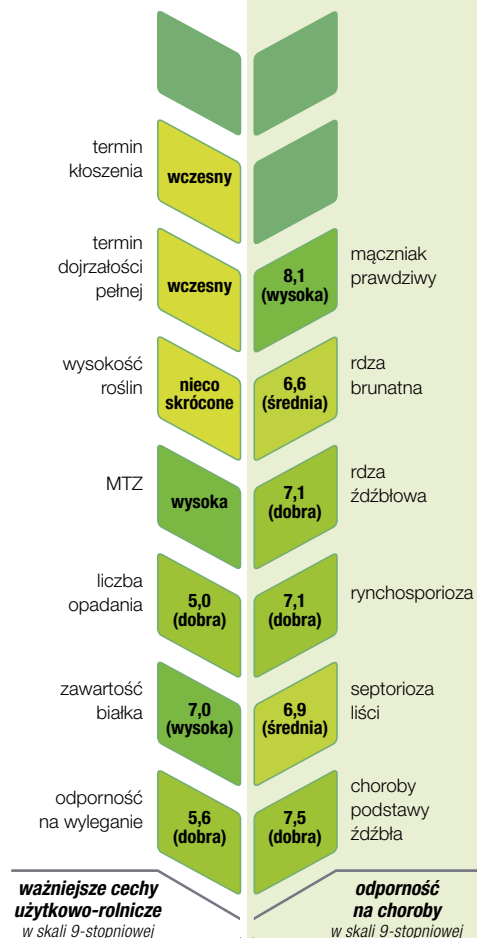 termin
kłoszenia
wczesny
termin
dojrzałości
pełnej
wczesny
8,1
(wysoka)
mączniak
prawdziwy
wysokość
roślin
nieco
skrócone
6,6
(średnia)
rdza
brunatna
MTZ
wysoka
7,1
(dobra)
rdza
źdźbłowa
liczba
opadania
5,0
(dobra)
7,1
(dobra)
rynchosporioza
zawartość
białka
7,0
(wysoka)
6,9
(średnia)
septorioza
liści
odporność
na wyleganie
5,6
(dobra)
7,5
(dobra)
choroby
podstawy
źdźbła
ważniejsze cechy
użytkowo-rolnicze
w skali 9-stopniowej
odporność
na choroby
w skali 9-stopniowej